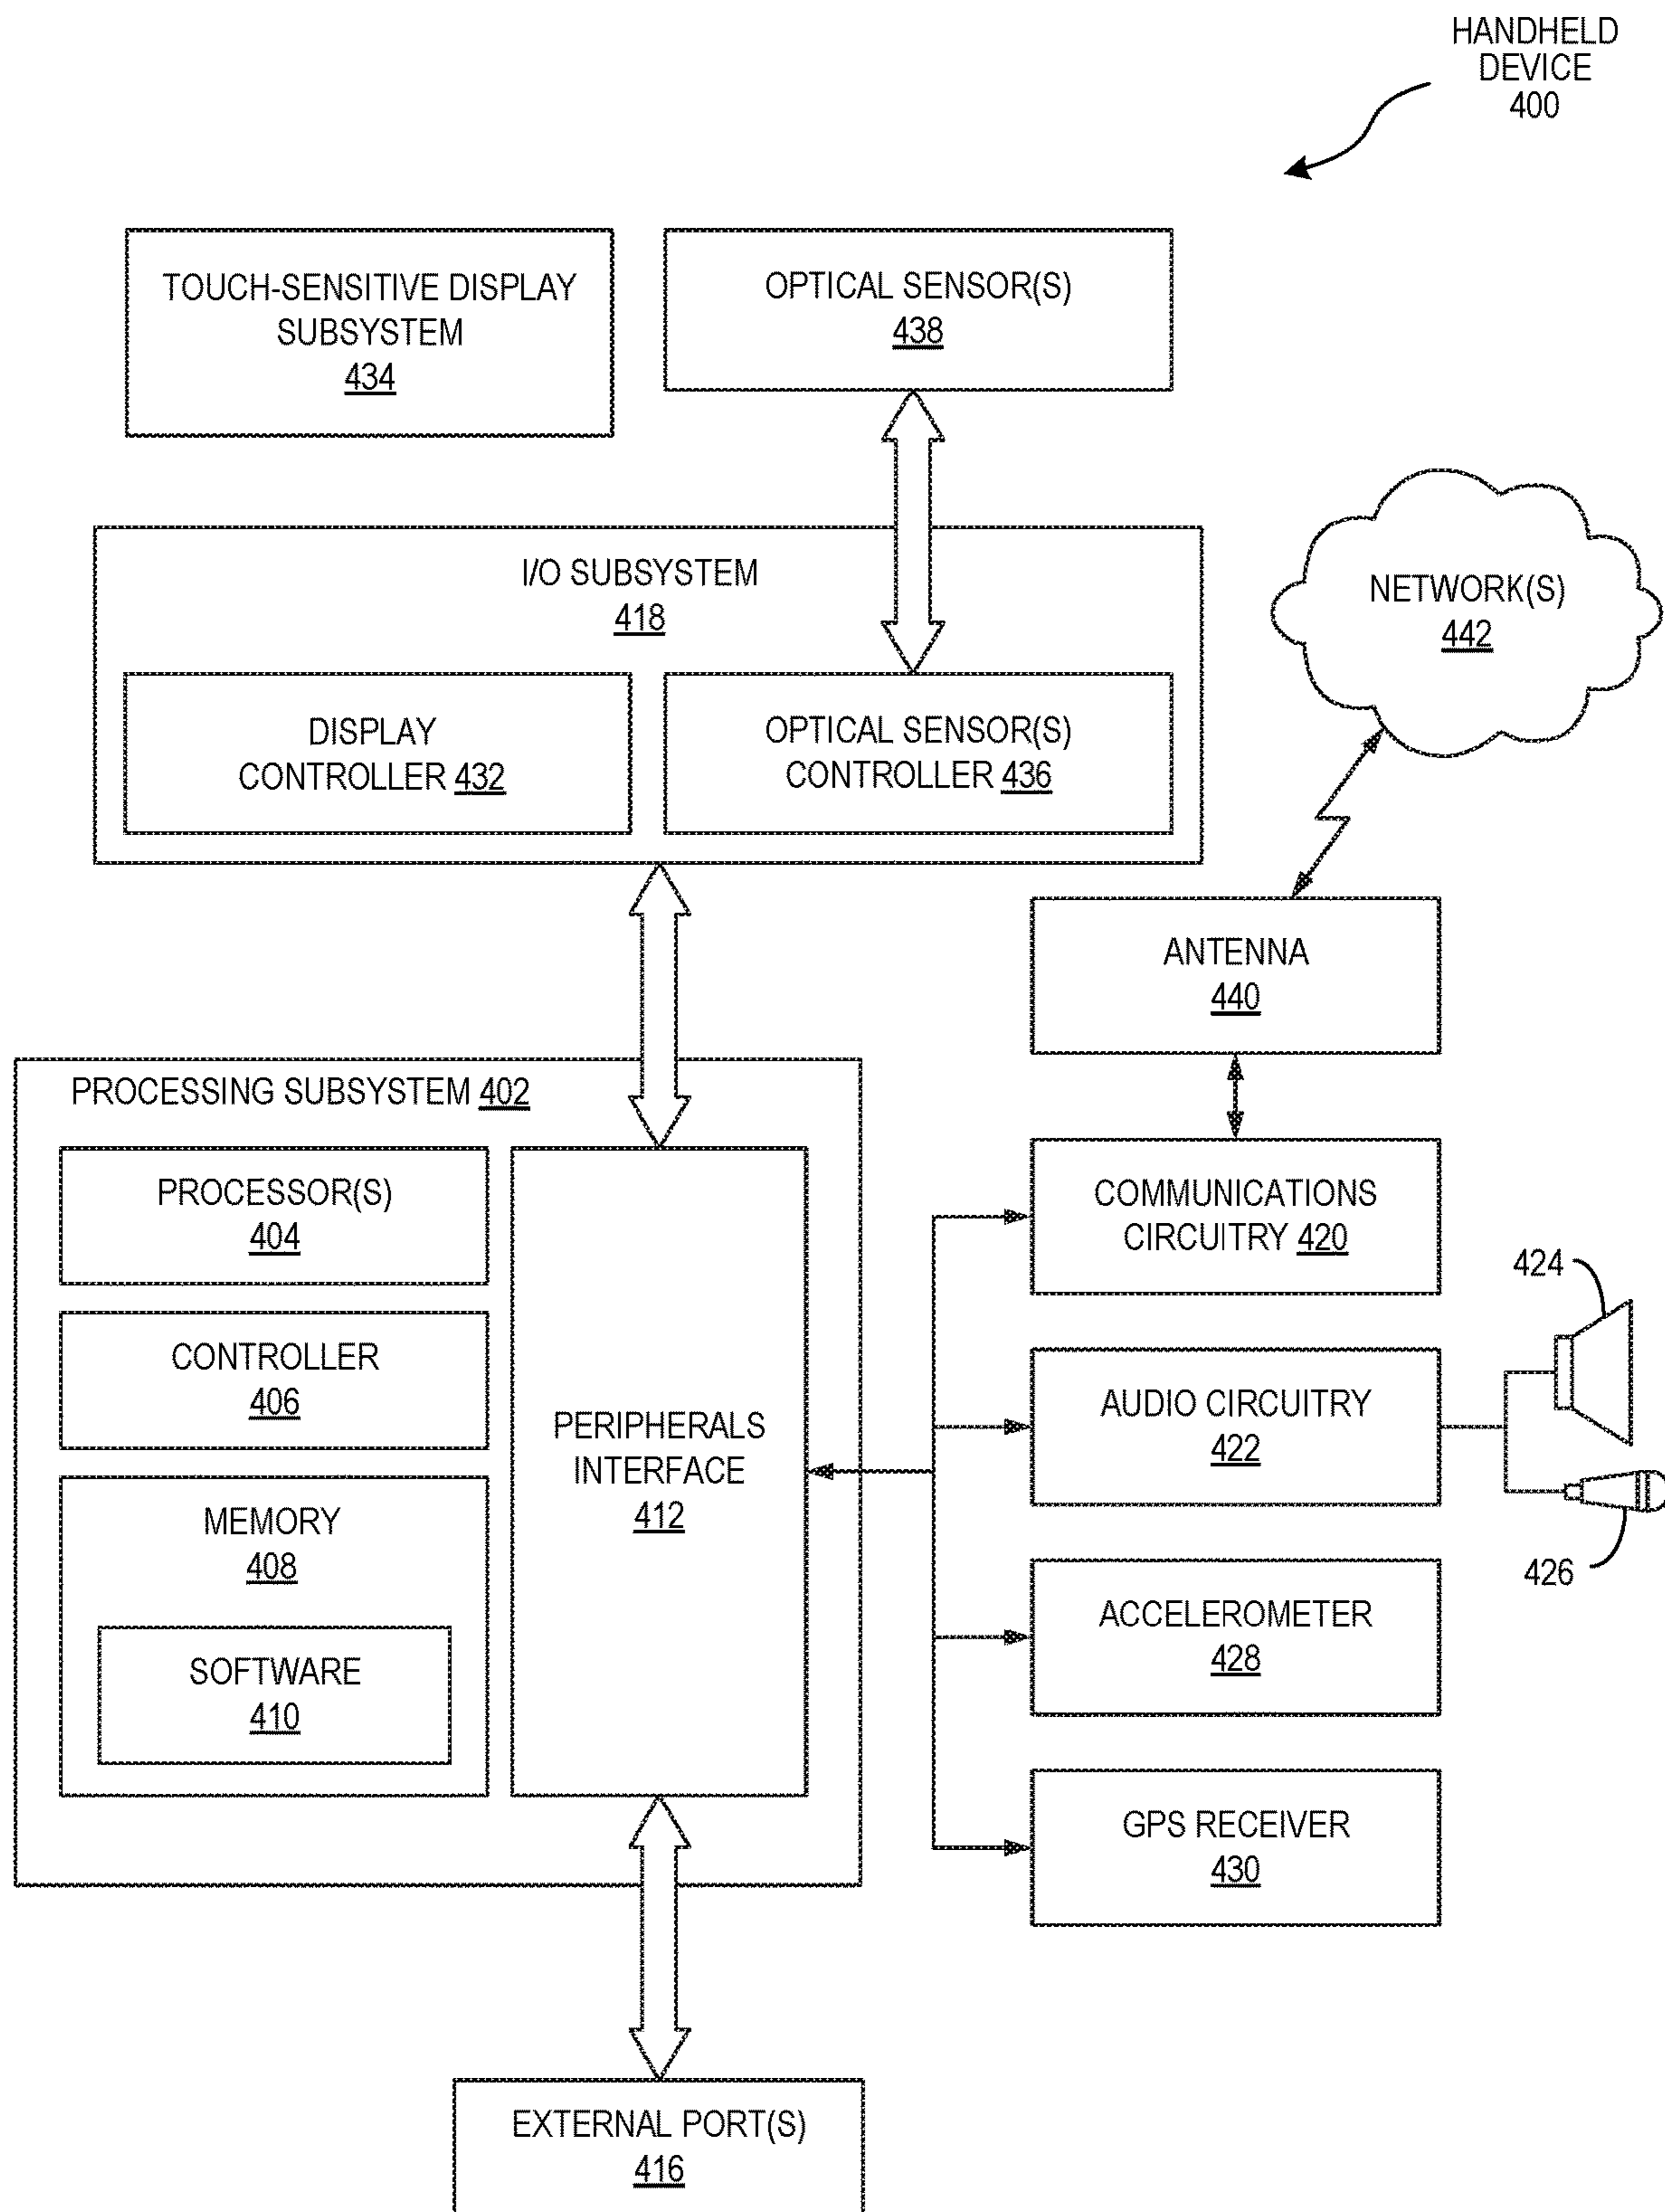 HANDHELD
DEVICE
400
TOUCH-SENSITIVE DISPLAY
SUBSYSTEM
434
OPTICAL SENSOR(S)
438
I/O SUBSYSTEM
418
DISPLAY
CONTROLLER 432
OPTICAL SENSOR(S)
CONTROLLER 436
NETWORK(S)
442
ANTENNA
440
PROCESSING SUBSYSTEM 402
PROCESSOR(S)
404
CONTROLLER
406
MEMORY
408
SOFTWARE
410
PERIPHERALS
INTERFACE
412
COMMUNICATIONS
CIRCUITRY 420
AUDIO CIRCUITRY
422
424
426
ACCELEROMETER
428
GPS RECEIVER
430
EXTERNAL PORT(S)
416